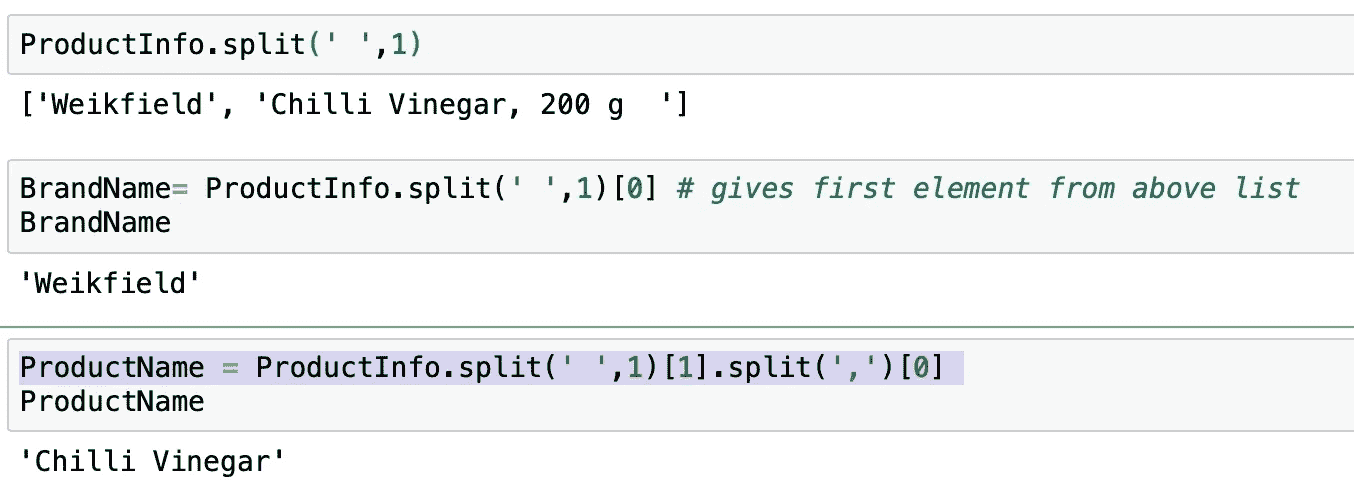 ProductInfo.split(' ',1)
['Weikfield', 'Chilli Vinegar, 200 g  ']
BrandName= ProductInfo.split(' ',1)[0] # gives first element from above list
BrandName
'Weikfield'
ProductName = ProductInfo.split(' ',1)[1].split(',')[0]
ProductName
'Chilli Vinegar'